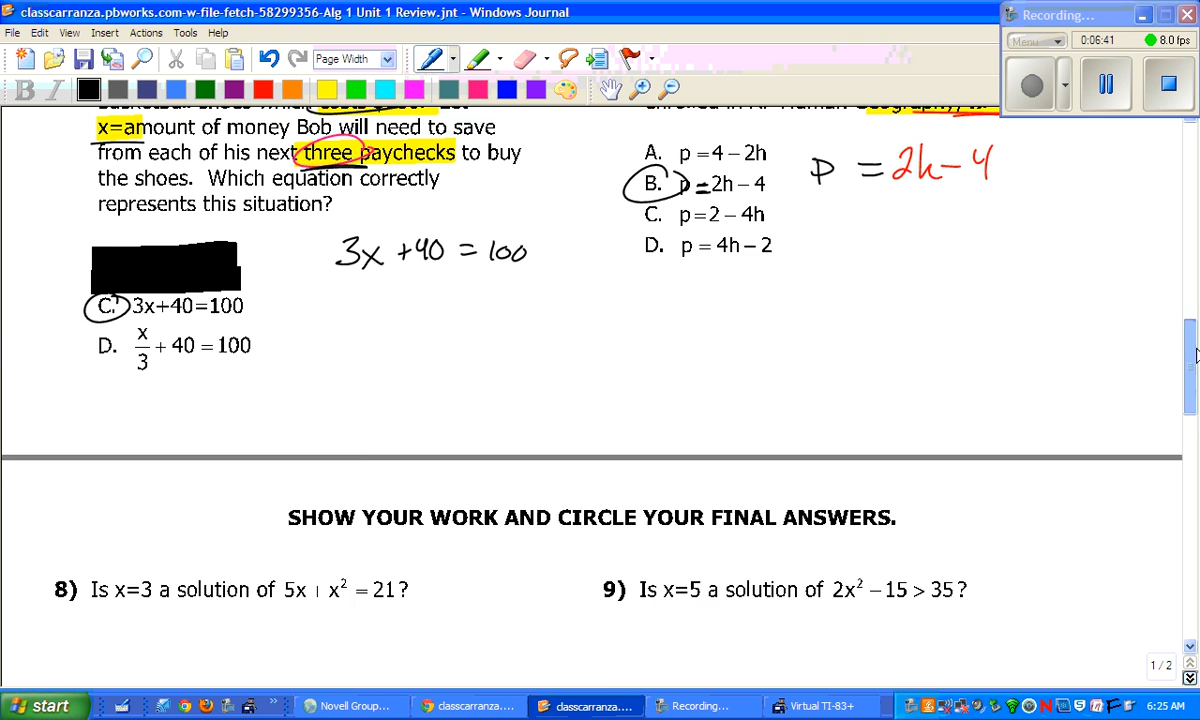 classcarranza.pbworks.com-w-file-fetch-58299356-Alg 1 Unit 1 Review.jnt - Windows Journal
File Edit View Insert Actions Tools Help
Page Width
Recording...
Menu
0:06:41
8.0 fps
x=amount of money Bob will need to save
from each of his next three paychecks to buy
the shoes. Which equation correctly
represents this situation?
3x +40 = 100
C. 3x+40=100
D. x/3 + 40 = 100
A. p = 4 – 2h
B. p = 2h – 4
C. p = 2 – 4h
D. p = 4h – 2
p = 2h – 4
SHOW YOUR WORK AND CIRCLE YOUR FINAL ANSWERS.
8) Is x=3 a solution of 5x + x² = 21?
9) Is x=5 a solution of 2x² – 15 > 35?
1 / 2
start
Novell Group...
classcarranza....
classcarranza....
Recording...
Virtual TI-83+
6:25 AM